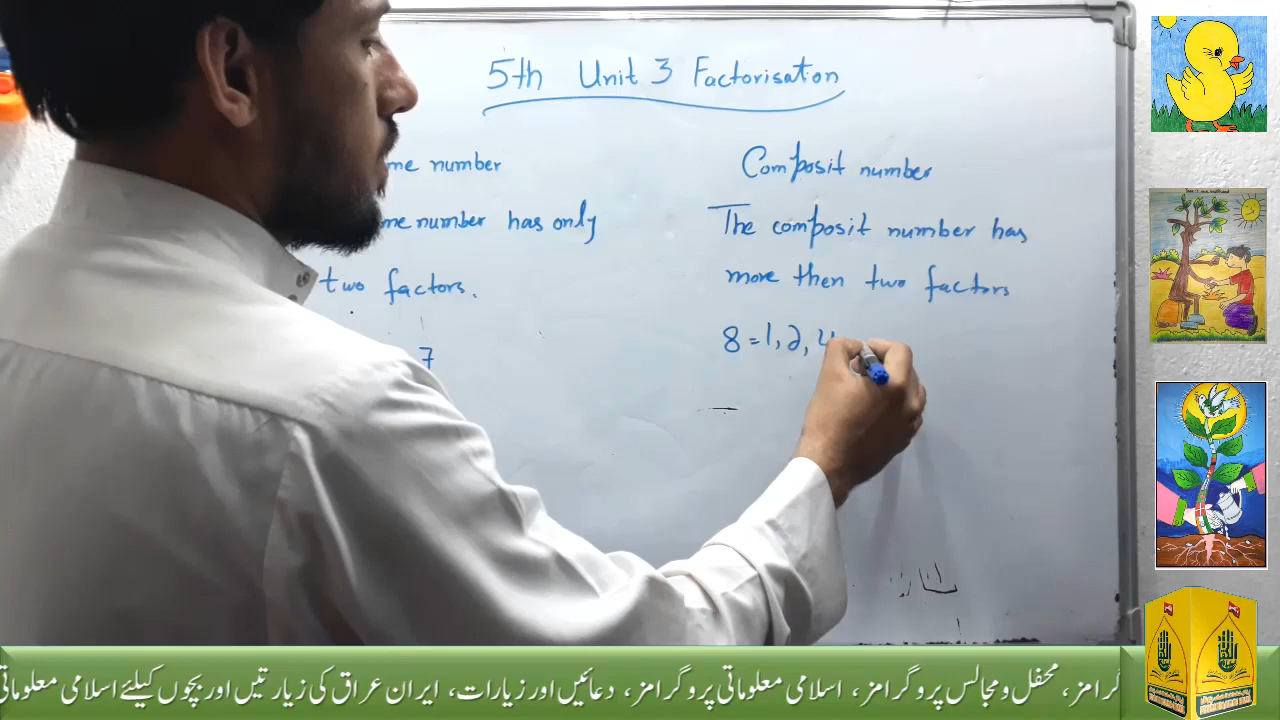 5th Unit 3 Factorisation
me number
me number has only
two factors.
7
Composit number
The composit number has
more then two factors
8 = 1, 2, 4
گرامز، محفل و مجالس پروگرامز، اسلامی معلوماتی پروگرامز، دعائیں اور زیارات، ایران عراق کی زیارتیں اور بچوں کیلئے اسلامی معلوماتی